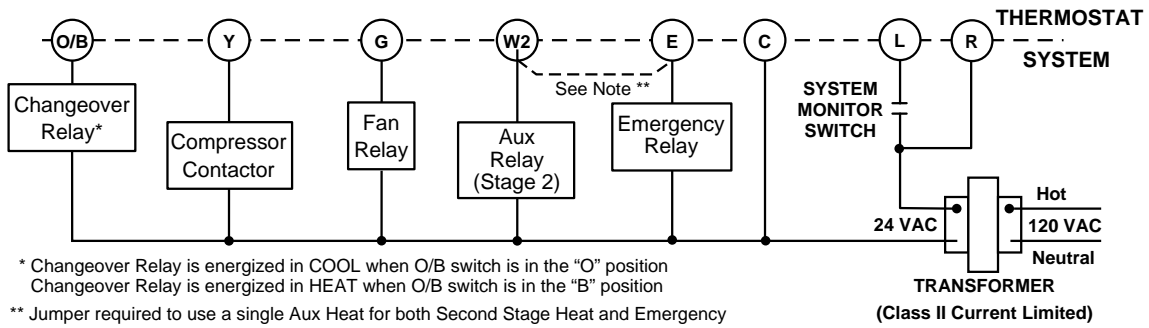 THERMOSTAT
O/B Y G W2 E C L R
SYSTEM
See Note **
Changeover
Relay*
Compressor
Contactor
Fan
Relay
Aux
Relay
(Stage 2)
Emergency
Relay
SYSTEM
MONITOR
SWITCH
Hot
24 VAC
120 VAC
Neutral
TRANSFORMER
(Class II Current Limited)
* Changeover Relay is energized in COOL when O/B switch is in the “O” position
Changeover Relay is energized in HEAT when O/B switch is in the “B” position
** Jumper required to use a single Aux Heat for both Second Stage Heat and Emergency